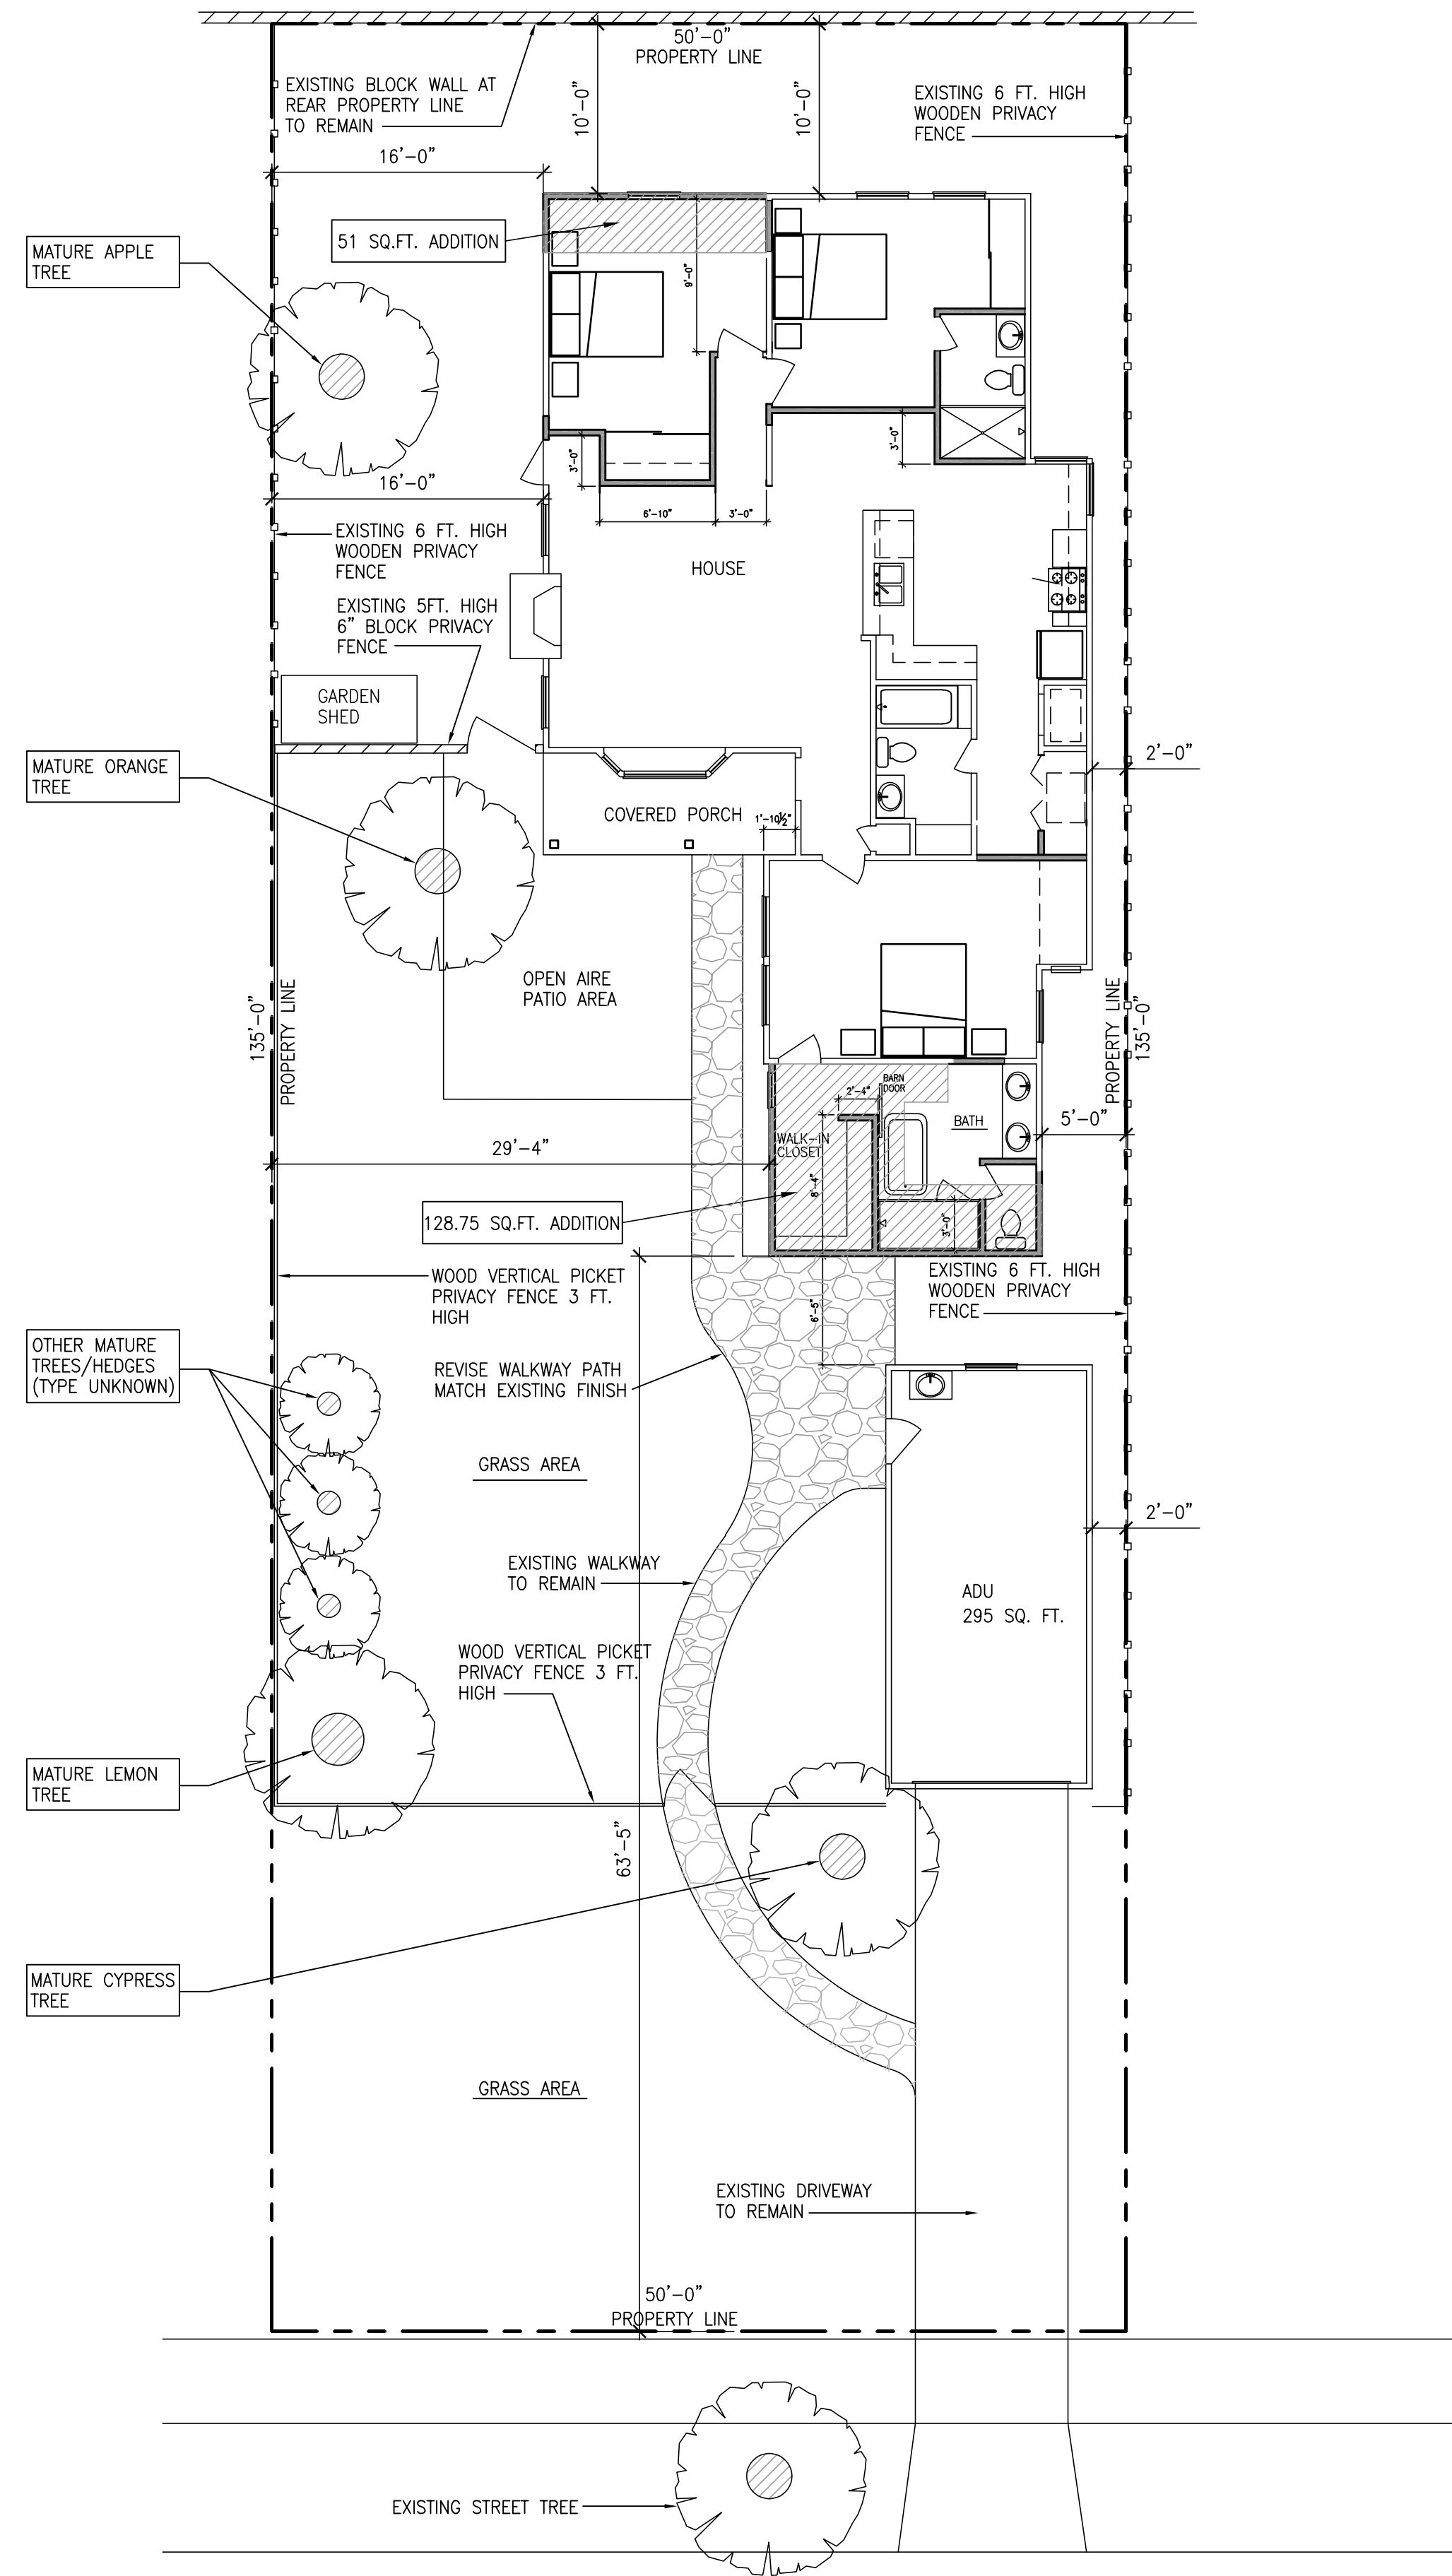 50'-0"
PROPERTY LINE
EXISTING BLOCK WALL AT
REAR PROPERTY LINE
TO REMAIN
10'-0"
10'-0"
EXISTING 6 FT. HIGH
WOODEN PRIVACY
FENCE
16'-0"
51 SQ.FT. ADDITION
MATURE APPLE
TREE
9'-0"
3'-0"
3'-0"
16'-0"
6'-10"
3'-0"
EXISTING 6 FT. HIGH
WOODEN PRIVACY
FENCE
HOUSE
EXISTING 5FT. HIGH
6" BLOCK PRIVACY
FENCE
GARDEN
SHED
MATURE ORANGE
TREE
2'-0"
COVERED PORCH
1'-10½"
OPEN AIRE
PATIO AREA
135'-0"
PROPERTY LINE
PROPERTY LINE
135'-0"
BARN
DOOR
2'-4"
BATH
5'-0"
WALK-IN
CLOSET
29'-4"
8'-4"
3'-0"
128.75 SQ.FT. ADDITION
WOOD VERTICAL PICKET
PRIVACY FENCE 3 FT.
HIGH
EXISTING 6 FT. HIGH
WOODEN PRIVACY
FENCE
6'-5"
OTHER MATURE
TREES/HEDGES
(TYPE UNKNOWN)
REVISE WALKWAY PATH
MATCH EXISTING FINISH
GRASS AREA
2'-0"
EXISTING WALKWAY
TO REMAIN
ADU
295 SQ. FT.
WOOD VERTICAL PICKET
PRIVACY FENCE 3 FT.
HIGH
MATURE LEMON
TREE
63'-5"
MATURE CYPRESS
TREE
GRASS AREA
EXISTING DRIVEWAY
TO REMAIN
50'-0"
PROPERTY LINE
EXISTING STREET TREE